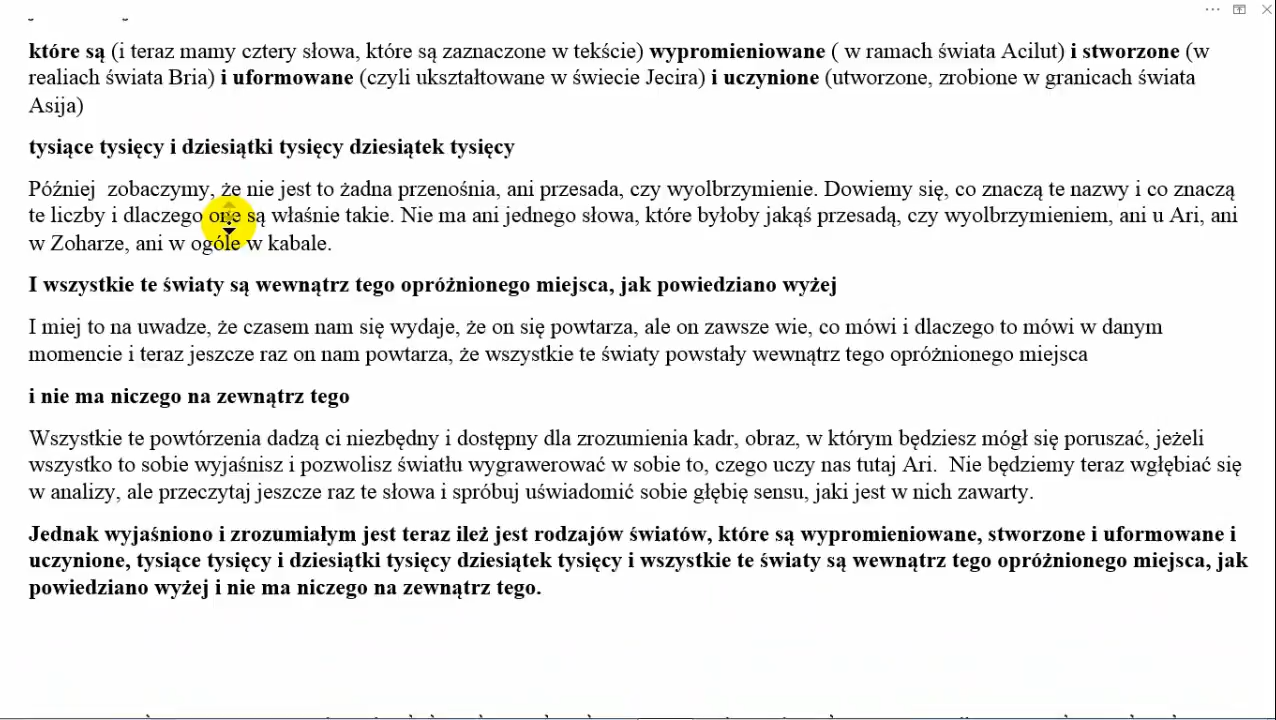 które są (i teraz mamy cztery słowa, które są zaznaczone w tekście) wypromieniowane ( w ramach świata Acilut) i stworzone (w
realiach świata Bria) i uformowane (czyli ukształtowane w świecie Jecira) i uczynione (utworzone, zrobione w granicach świata
Asija)
tysiące tysięcy i dziesiątki tysięcy dziesiątek tysięcy
Później zobaczymy, że nie jest to żadna przenośnia, ani przesada, czy wyolbrzymienie. Dowiemy się, co znaczą te nazwy i co znaczą
te liczby i dlaczego one są właśnie takie. Nie ma ani jednego słowa, które byłoby jakąś przesadą, czy wyolbrzymieniem, ani u Ari, ani
w Zoharze, ani w ogóle w kabale.
I wszystkie te światy są wewnątrz tego opróżnionego miejsca, jak powiedziano wyżej
I miej to na uwadze, że czasem nam się wydaje, że on się powtarza, ale on zawsze wie, co mówi i dlaczego to mówi w danym
momencie i teraz jeszcze raz on nam powtarza, że wszystkie te światy powstały wewnątrz tego opróżnionego miejsca
i nie ma niczego na zewnątrz tego
Wszystkie te powtórzenia dadzą ci niezbędny i dostępny dla zrozumienia kadr, obraz, w którym będziesz mógł się poruszać, jeżeli
wszystko to sobie wyjaśnisz i pozwolisz światłu wygrawerować w sobie to, czego uczy nas tutaj Ari. Nie będziemy teraz wgłębiać się
w analizy, ale przeczytaj jeszcze raz te słowa i spróbuj uświadomić sobie głębię sensu, jaki jest w nich zawarty.
Jednak wyjaśniono i zrozumiałym jest teraz ileż jest rodzajów światów, które są wypromieniowane, stworzone i uformowane i
uczynione, tysiące tysięcy i dziesiątki tysięcy dziesiątek tysięcy i wszystkie te światy są wewnątrz tego opróżnionego miejsca, jak
powiedziano wyżej i nie ma niczego na zewnątrz tego.